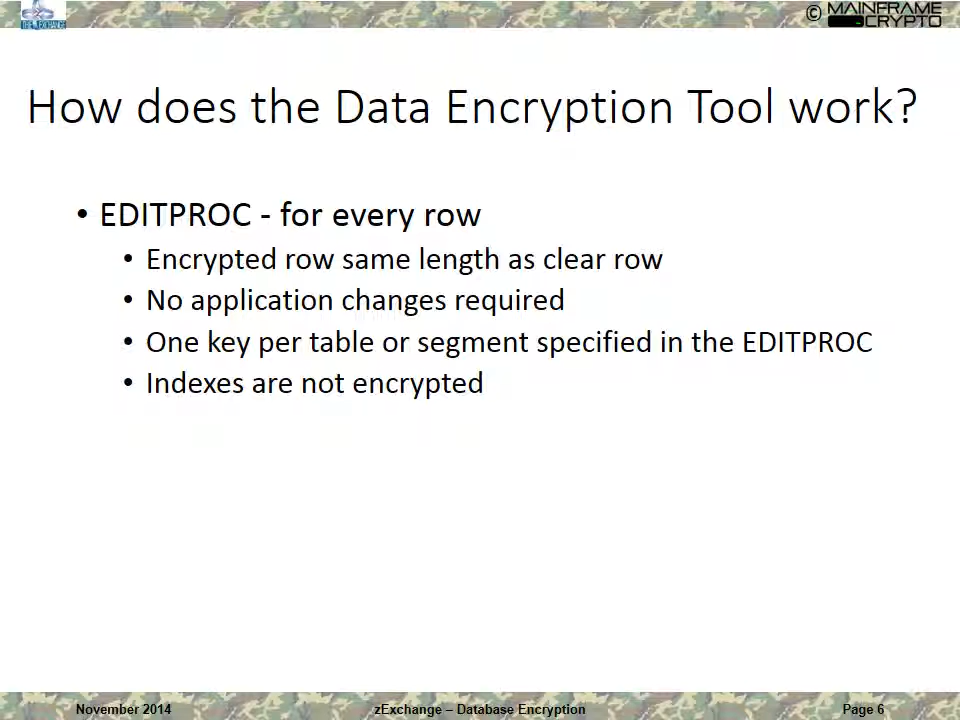 THE EXCHANGE
© MAINFRAME
CRYPTO
How does the Data Encryption Tool work?
• EDITPROC - for every row
• Encrypted row same length as clear row
• No application changes required
• One key per table or segment specified in the EDITPROC
• Indexes are not encrypted
November 2014
zExchange – Database Encryption
Page 6